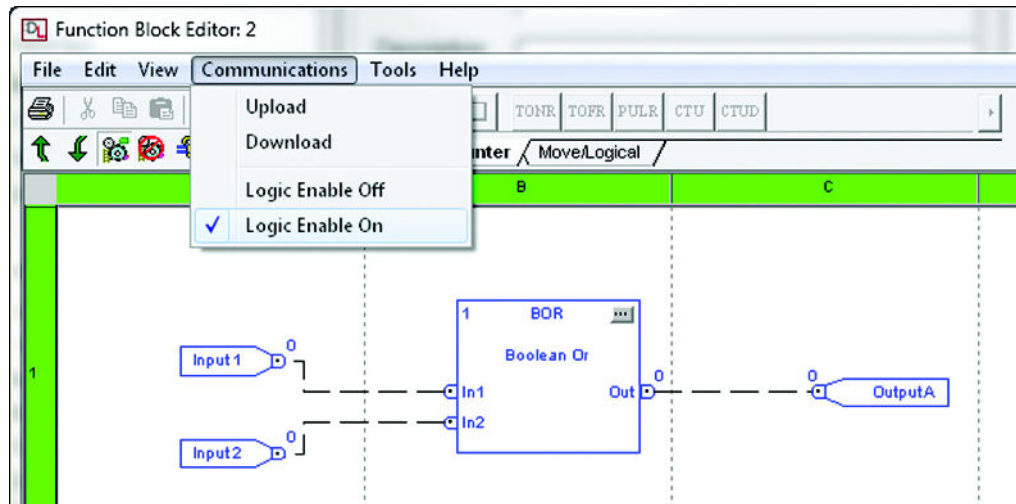 DL Function Block Editor: 2
File Edit View Communications Tools Help
Upload
Download
Logic Enable Off
✓ Logic Enable On
TONR TOFR PULR CTU CTUD
nter Move/Logical
B C
1
1 BOR ...
Boolean Or
Input1 0
In1 Out 0
0 OutputA
In2
Input2 0